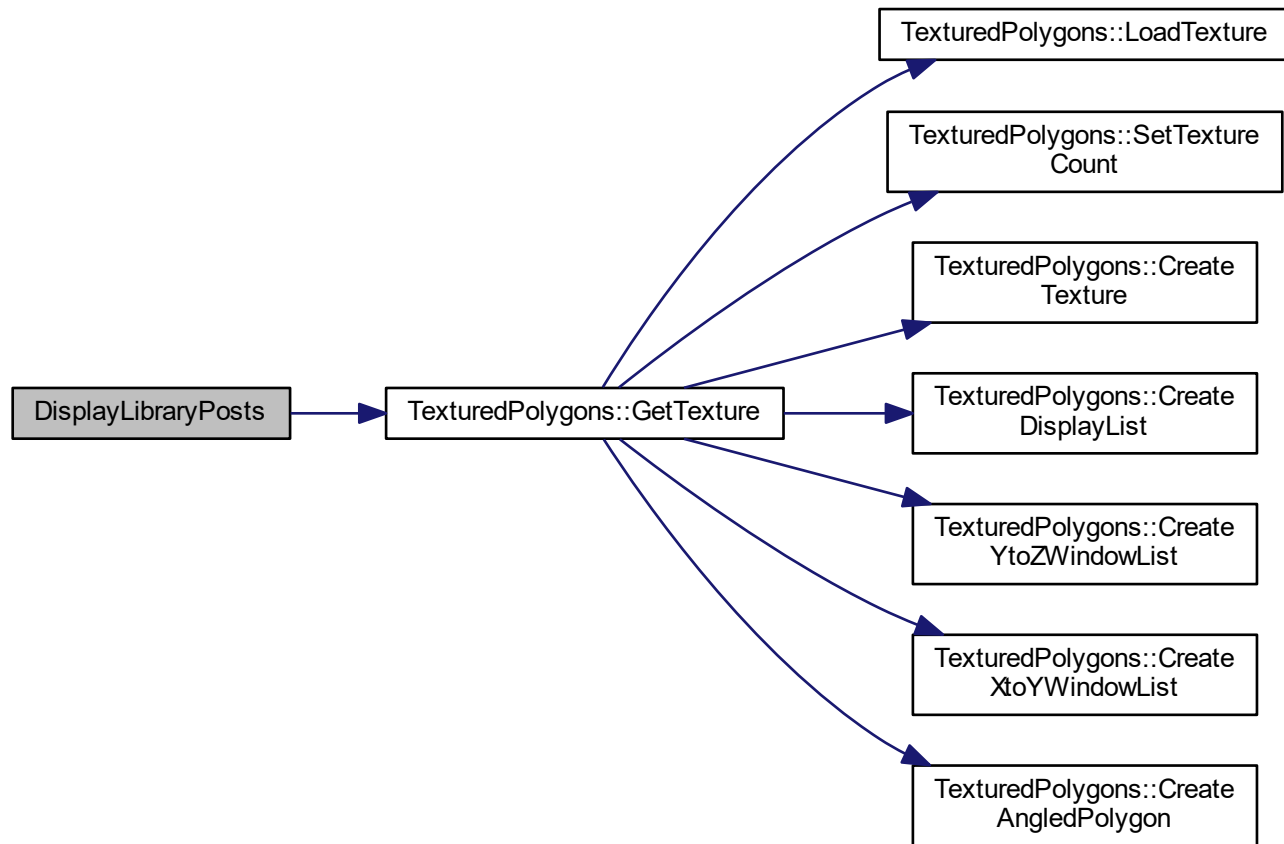 TexturedPolygons::LoadTexture
TexturedPolygons::SetTexture
Count
TexturedPolygons::Create
Texture
DisplayLibraryPosts
TexturedPolygons::GetTexture
TexturedPolygons::Create
DisplayList
TexturedPolygons::Create
YtoZWindowList
TexturedPolygons::Create
XtoYWindowList
TexturedPolygons::Create
AngledPolygon